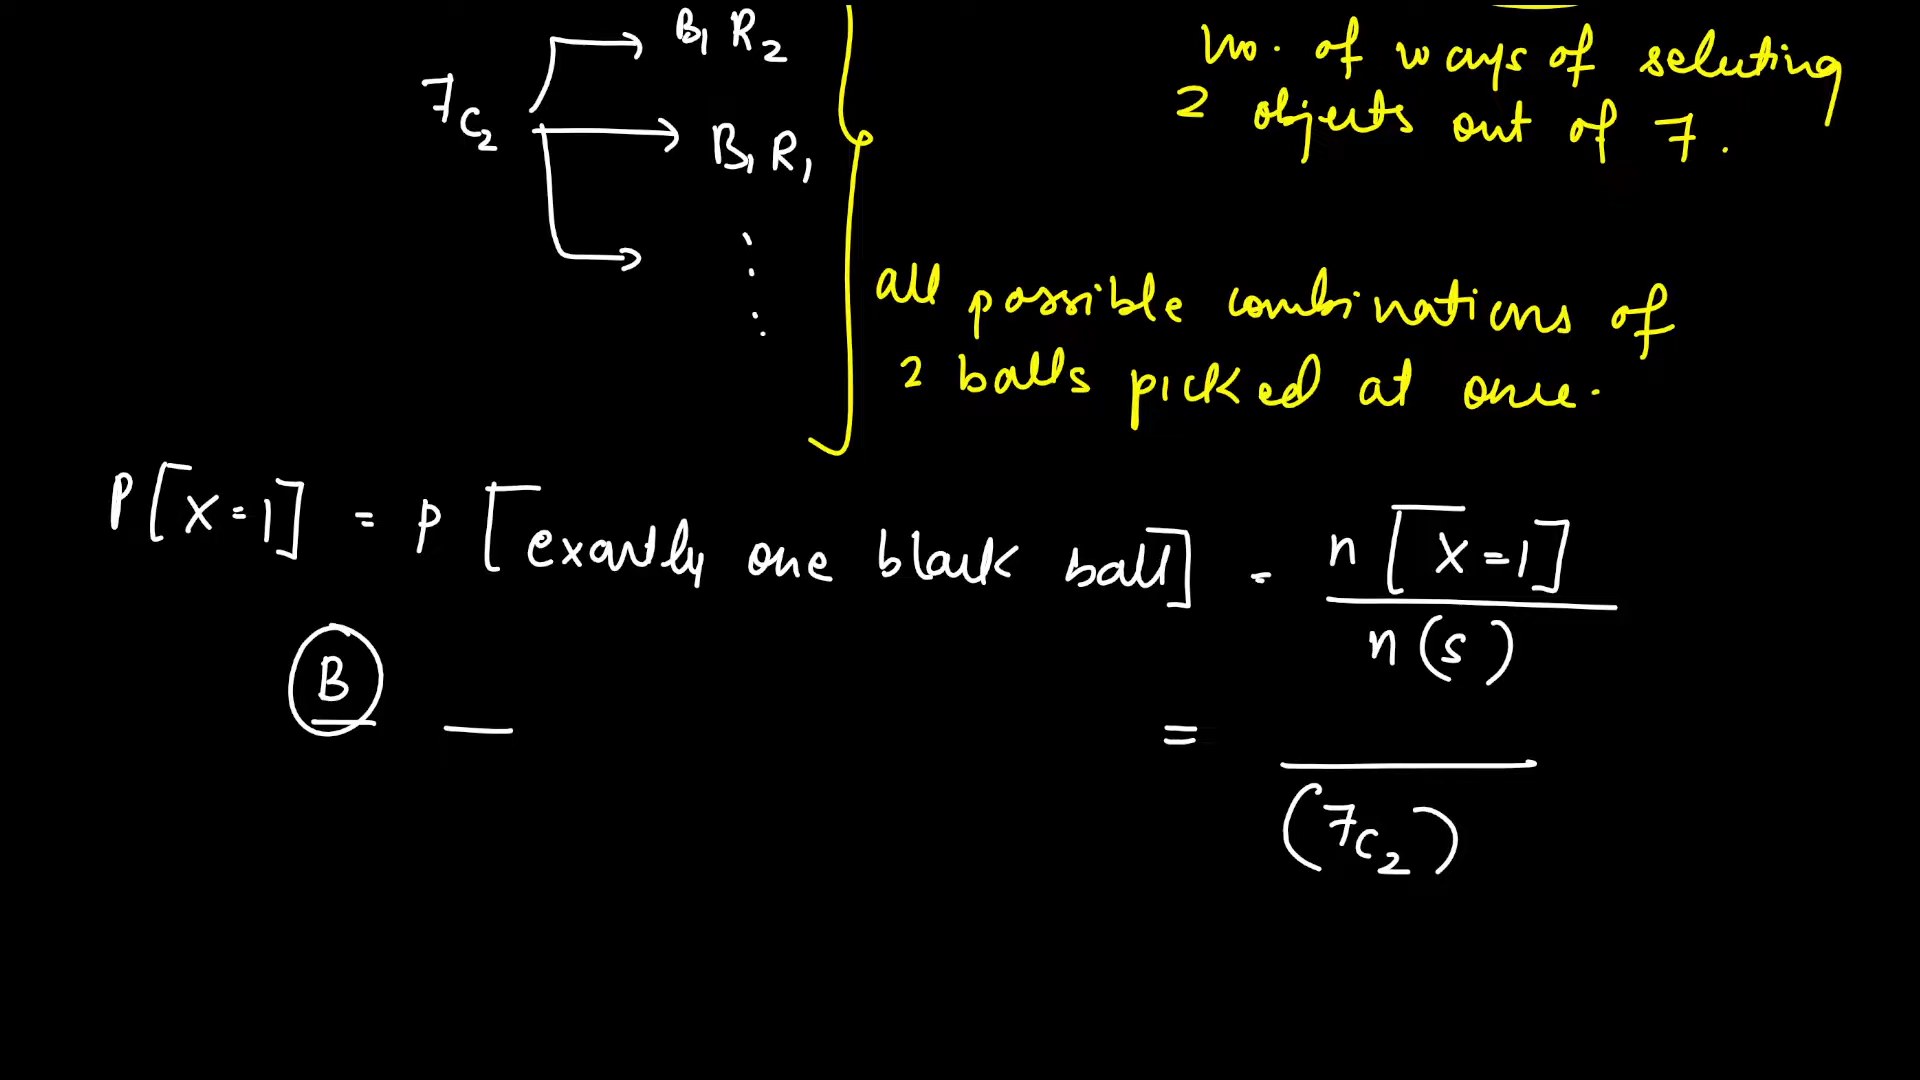 no. of ways of selecting
2 objects out of 7.
7C2
B1 R2
B1 R1
all possible combinations of
2 balls picked at once.
P[X=1] = P[exactly one black ball] = n[X=1] / n(s)
B _
= / (7C2)